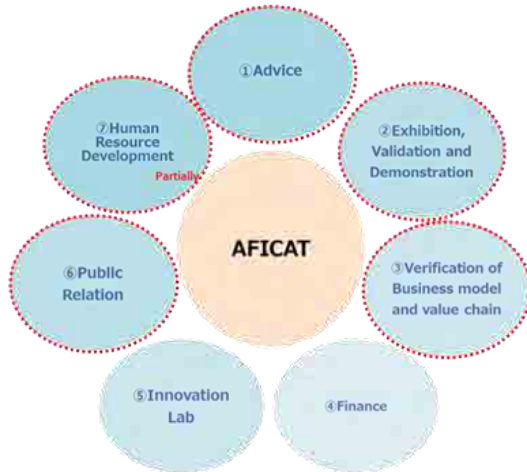 ①Advice
②Exhibition,
Validation and
Demonstration
③Verification of
Business model
and value chain
④Finance
⑤Innovation
Lab
⑥Public
Relation
⑦Human
Resource
Development
Partially
AFICAT